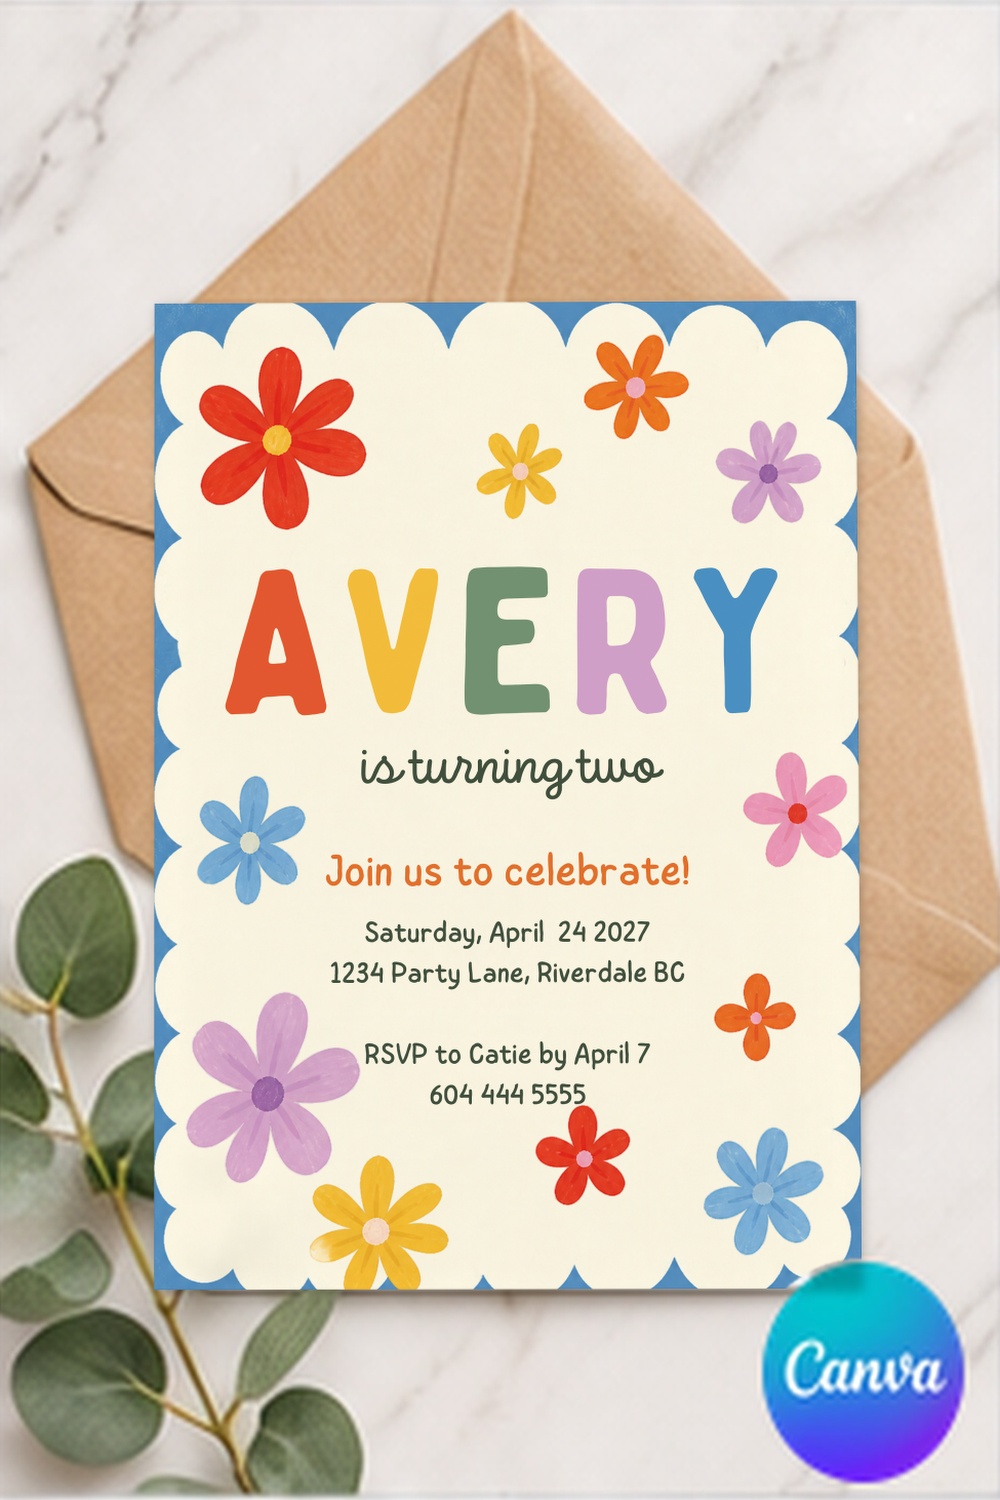 AVERY
is turning two
Join us to celebrate!
Saturday, April 24 2027
1234 Party Lane, Riverdale BC
RSVP to Catie by April 7
604 444 5555
Canva